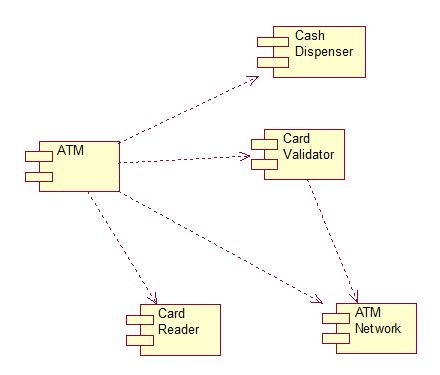 Cash
Dispenser
ATM
Card
Validator
Card
Reader
ATM
Network